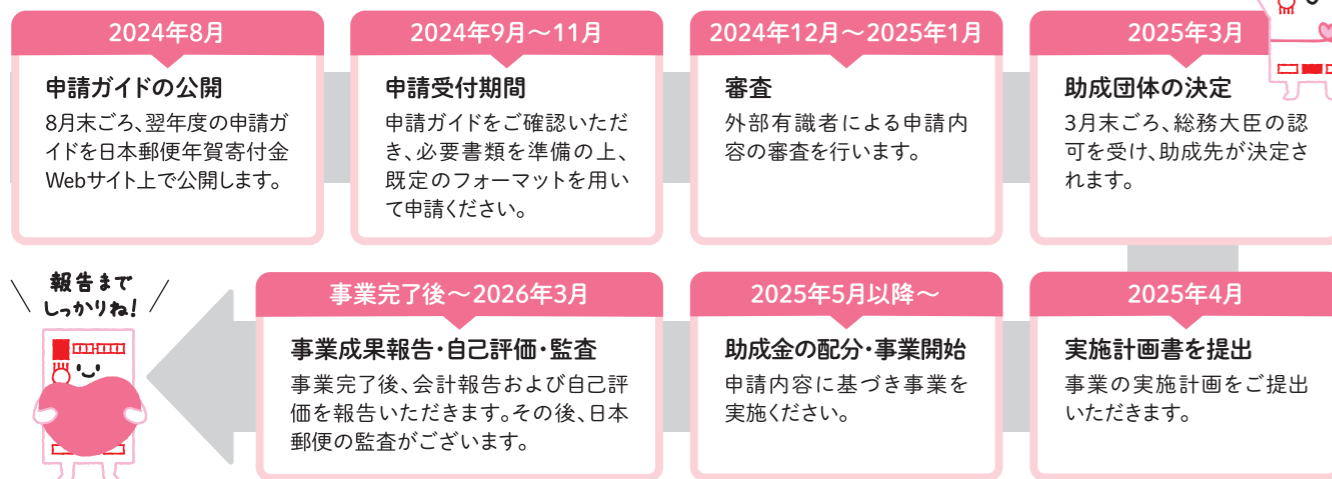 2024年8月
申請ガイドの公開
8月末ごろ、翌年度の申請ガ
イドを日本郵便年賀寄付金
Webサイト上で公開します。
2024年9月～11月
申請受付期間
申請ガイドをご確認いただ
き、必要書類を準備の上、
既定のフォーマットを用い
て申請ください。
2024年12月～2025年1月
審査
外部有識者による申請内
容の審査を行います。
2025年3月
助成団体の決定
3月末ごろ、総務大臣の認
可を受け、助成先が決定さ
れます。
2025年4月
実施計画書を提出
事業の実施計画をご提出
いただきます。
2025年5月以降～
助成金の配分・事業開始
申請内容に基づき事業を
実施ください。
事業完了後～2026年3月
事業成果報告・自己評価・監査
事業完了後、会計報告および自己評
価を報告いただきます。その後、日本
郵便の監査がございます。
報告まで
しっかりね!